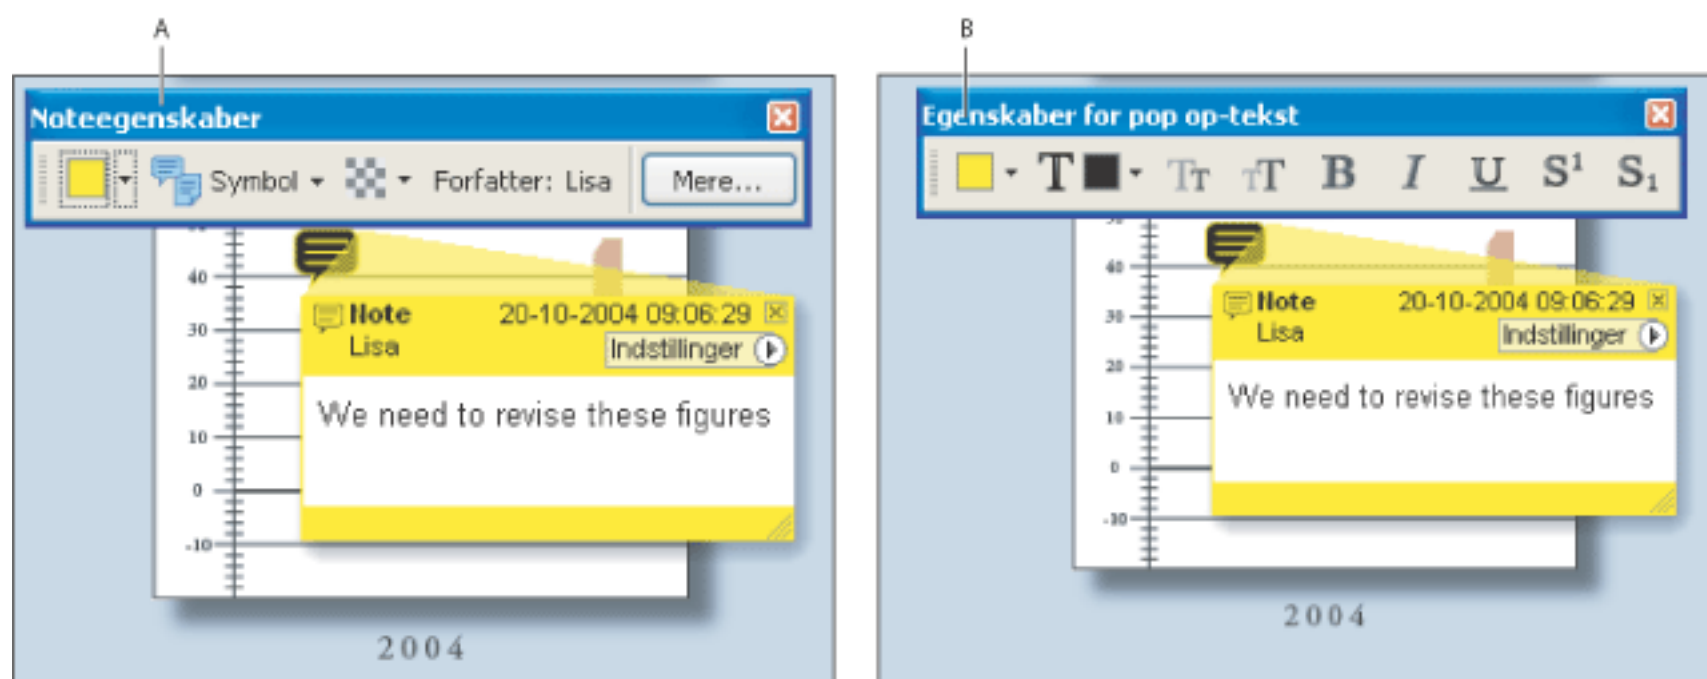 A
Noteegenskaber
Symbol
Forfatter: Lisa
Mere...
40
30
20
10
0
-10
Note 20-10-2004 09:06:29
Lisa Indstillinger
We need to revise these figures
2004
B
Egenskaber for pop op-tekst
T TT TT B I U S¹ S₁
40
30
20
10
0
-10
Note 20-10-2004 09:06:29
Lisa Indstillinger
We need to revise these figures
2004